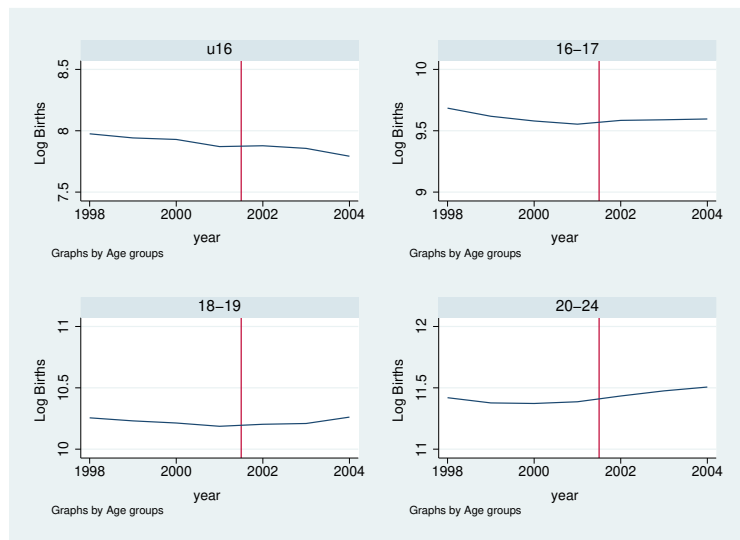 u16
8.5
8
7.5
Log Births
1998 2000 2002 2004
year
Graphs by Age groups
16−17
10
9.5
9
Log Births
1998 2000 2002 2004
year
Graphs by Age groups
18−19
11
10.5
10
Log Births
1998 2000 2002 2004
year
Graphs by Age groups
20−24
12
11.5
11
Log Births
1998 2000 2002 2004
year
Graphs by Age groups